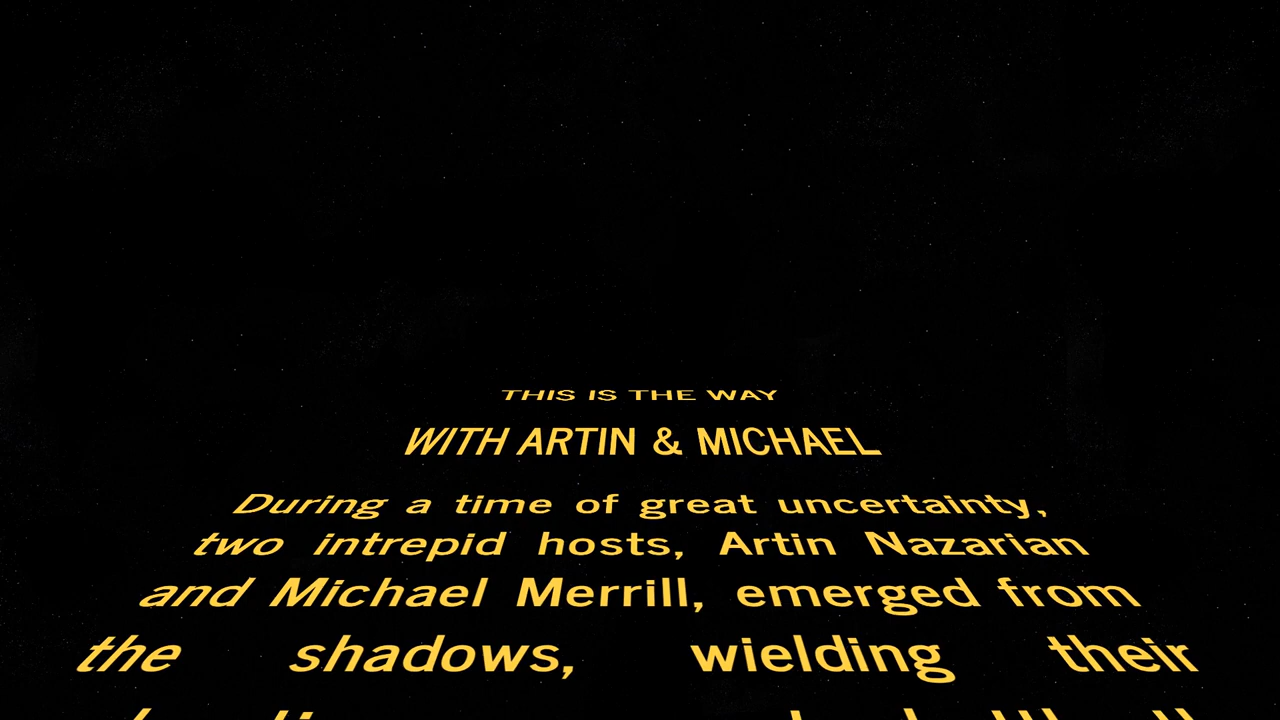 THIS IS THE WAY
WITH ARTIN & MICHAEL
During a time of great uncertainty,
two intrepid hosts, Artin Nazarian
and Michael Merrill, emerged from
the shadows, wielding their